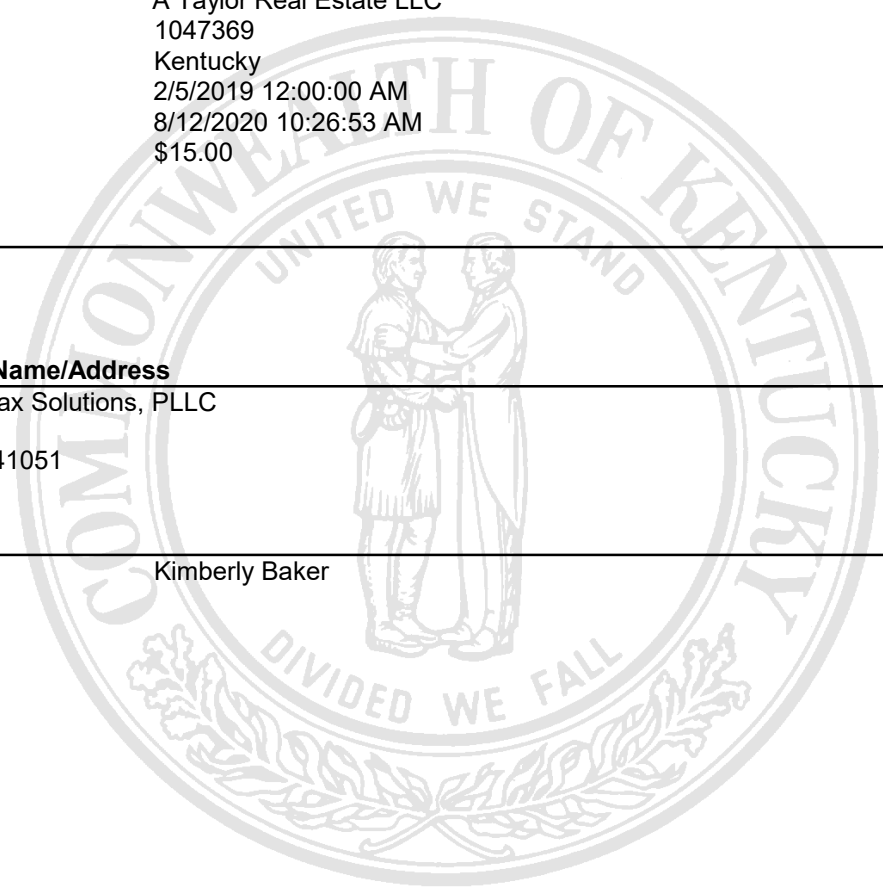 A Taylor Real Estate LLC
1047369
Kentucky
2/5/2019 12:00:00 AM
8/12/2020 10:26:53 AM
$15.00
COMMONWEALTH OF KENTUCKY
UNITED WE STAND
Name/Address
ax Solutions, PLLC
41051
Kimberly Baker
DIVIDED WE FALL